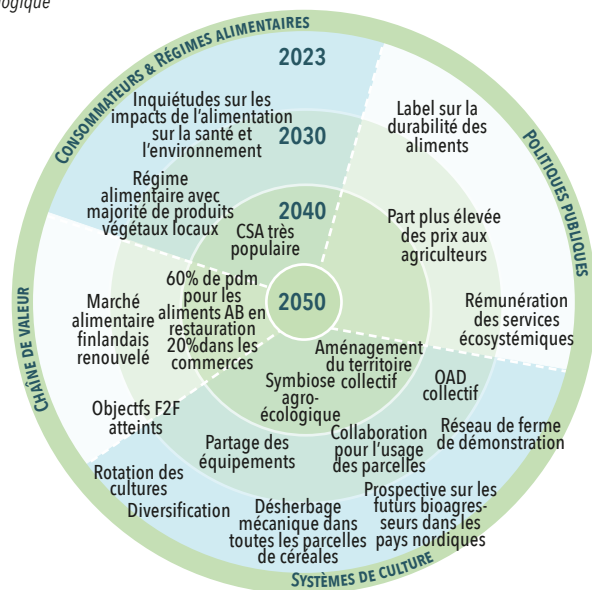 ogique
CONSOMMATEURS & RÉGIMES ALIMENTAIRES
2023
Inquiétudes sur les
impacts de l'alimentation
sur la santé et
l'environnement
2030
Régime
alimentaire avec
majorité de produits
végétaux locaux
2040
CSA très
populaire
2050
POLITIQUES PUBLIQUES
Label sur la
durabilité des
aliments
Part plus élevée
des prix aux
agriculteurs
Rémunération
des services
écosystémiques
CHAÎNE DE VALEUR
60% de pdm
pour les
aliments AB en
restauration
20%dans les
commerces
Marché
alimentaire
finlandais
renouvelé
Objectfs F2F
atteints
SYSTÈMES DE CULTURE
Aménagement
du territoire
collectif
Symbiose
agro-
écologique
OAD
collectif
Réseau de ferme
de démonstration
Partage des
équipements
Collaboration
pour l'usage
des parcelles
Rotation des
cultures
Diversification
Désherbage
mécanique dans
toutes les parcelles
de céréales
Prospective sur les
futurs bioagres-
seurs dans les
pays nordiques